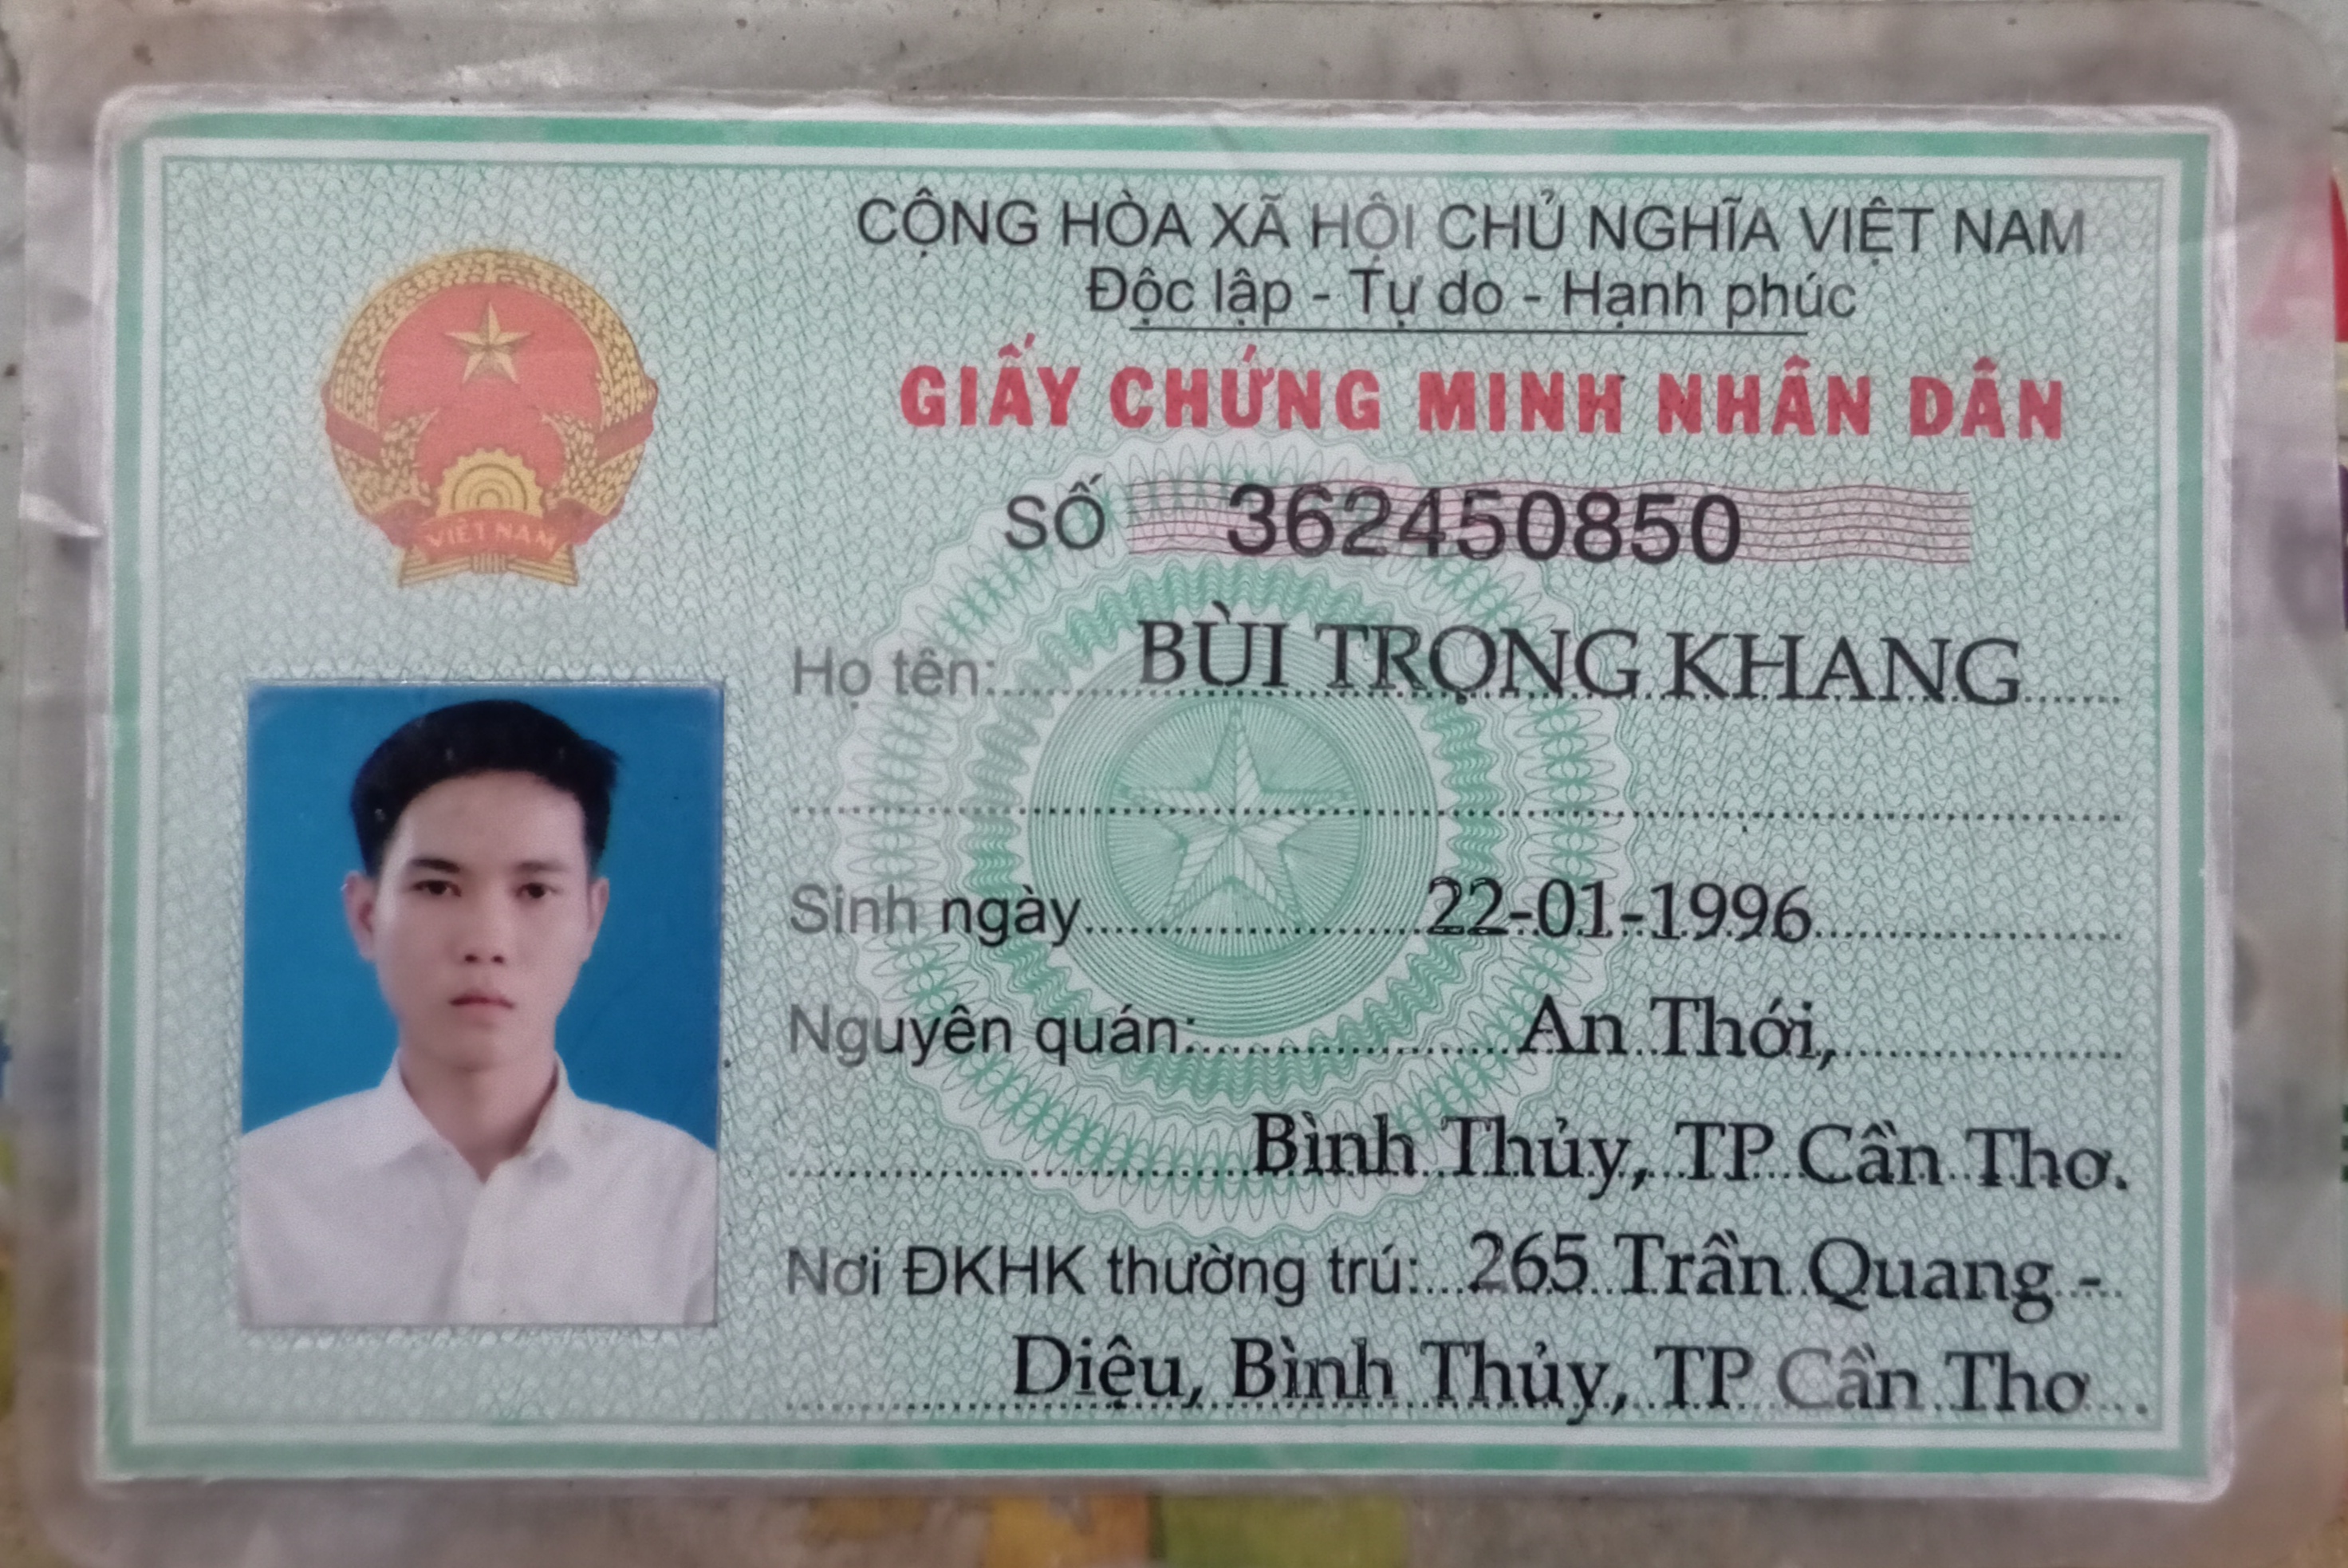 CỘNG HÒA XÃ HỘI CHỦ NGHĨA VIỆT NAM
Độc lập - Tự do - Hạnh phúc
GIẤY CHỨNG MINH NHÂN DÂN
SỐ 362450850
VIỆT NAM
Họ tên: BÙI TRỌNG KHANG
Sinh ngày 22-01-1996
Nguyên quán: An Thới,
Bình Thủy, TP Cần Thơ.
Nơi ĐKHK thường trú: 265 Trần Quang -
Diệu, Bình Thủy, TP Cần Thơ